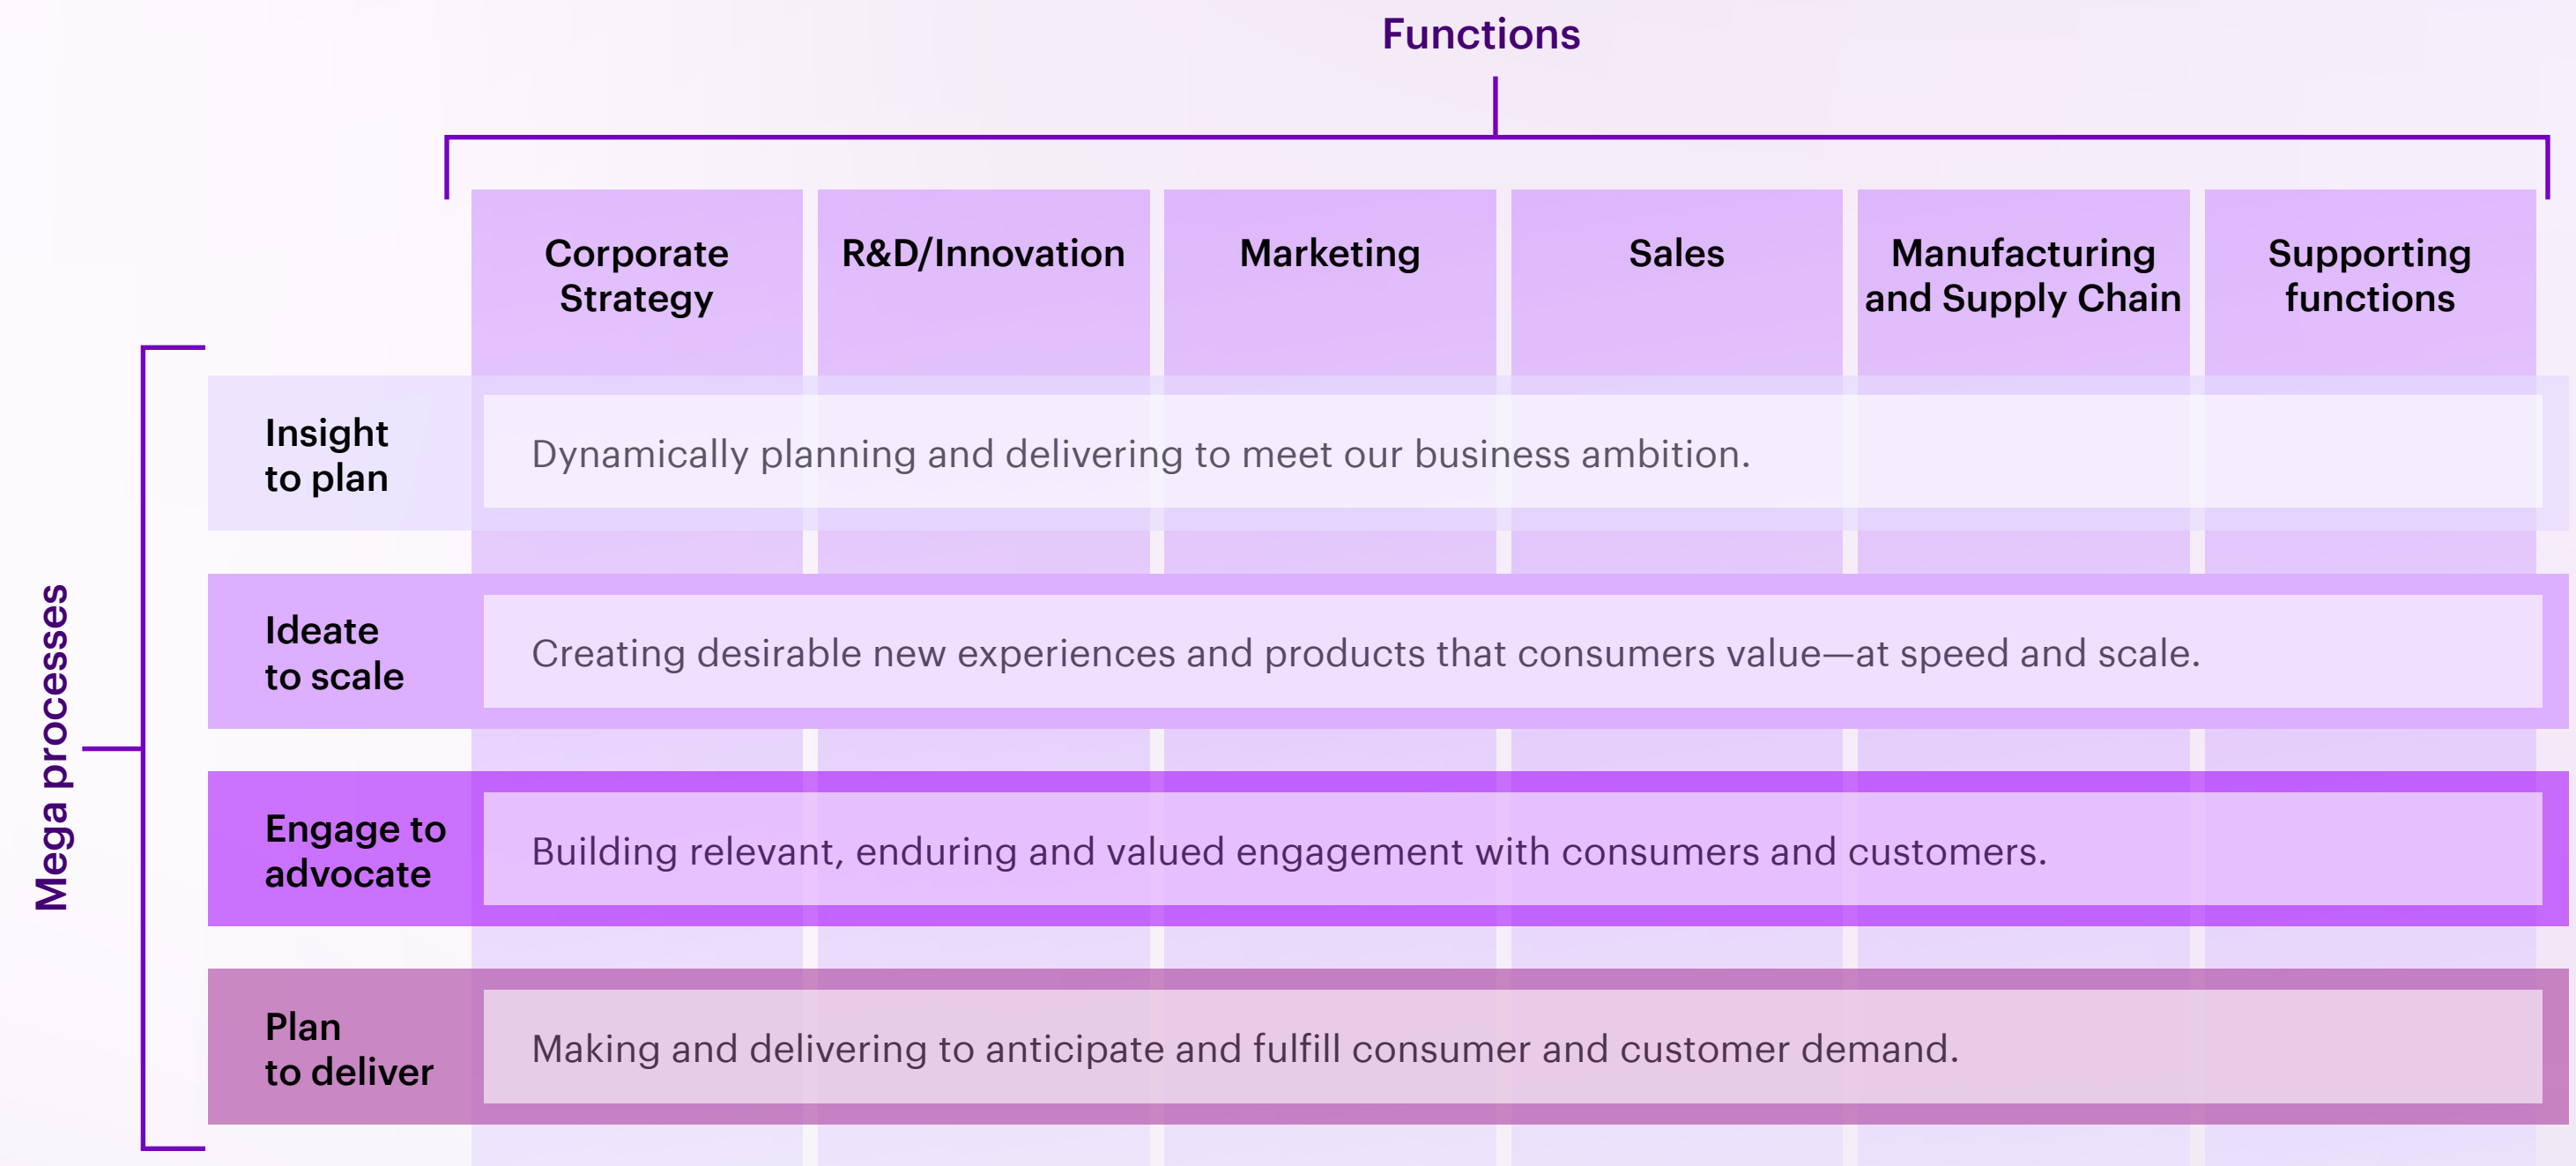 Functions
Corporate
Strategy
R&D/Innovation
Marketing
Sales
Manufacturing
and Supply Chain
Supporting
functions
Mega processes
Insight
to plan
Dynamically planning and delivering to meet our business ambition.
Ideate
to scale
Creating desirable new experiences and products that consumers value—at speed and scale.
Engage to
advocate
Building relevant, enduring and valued engagement with consumers and customers.
Plan
to deliver
Making and delivering to anticipate and fulfill consumer and customer demand.